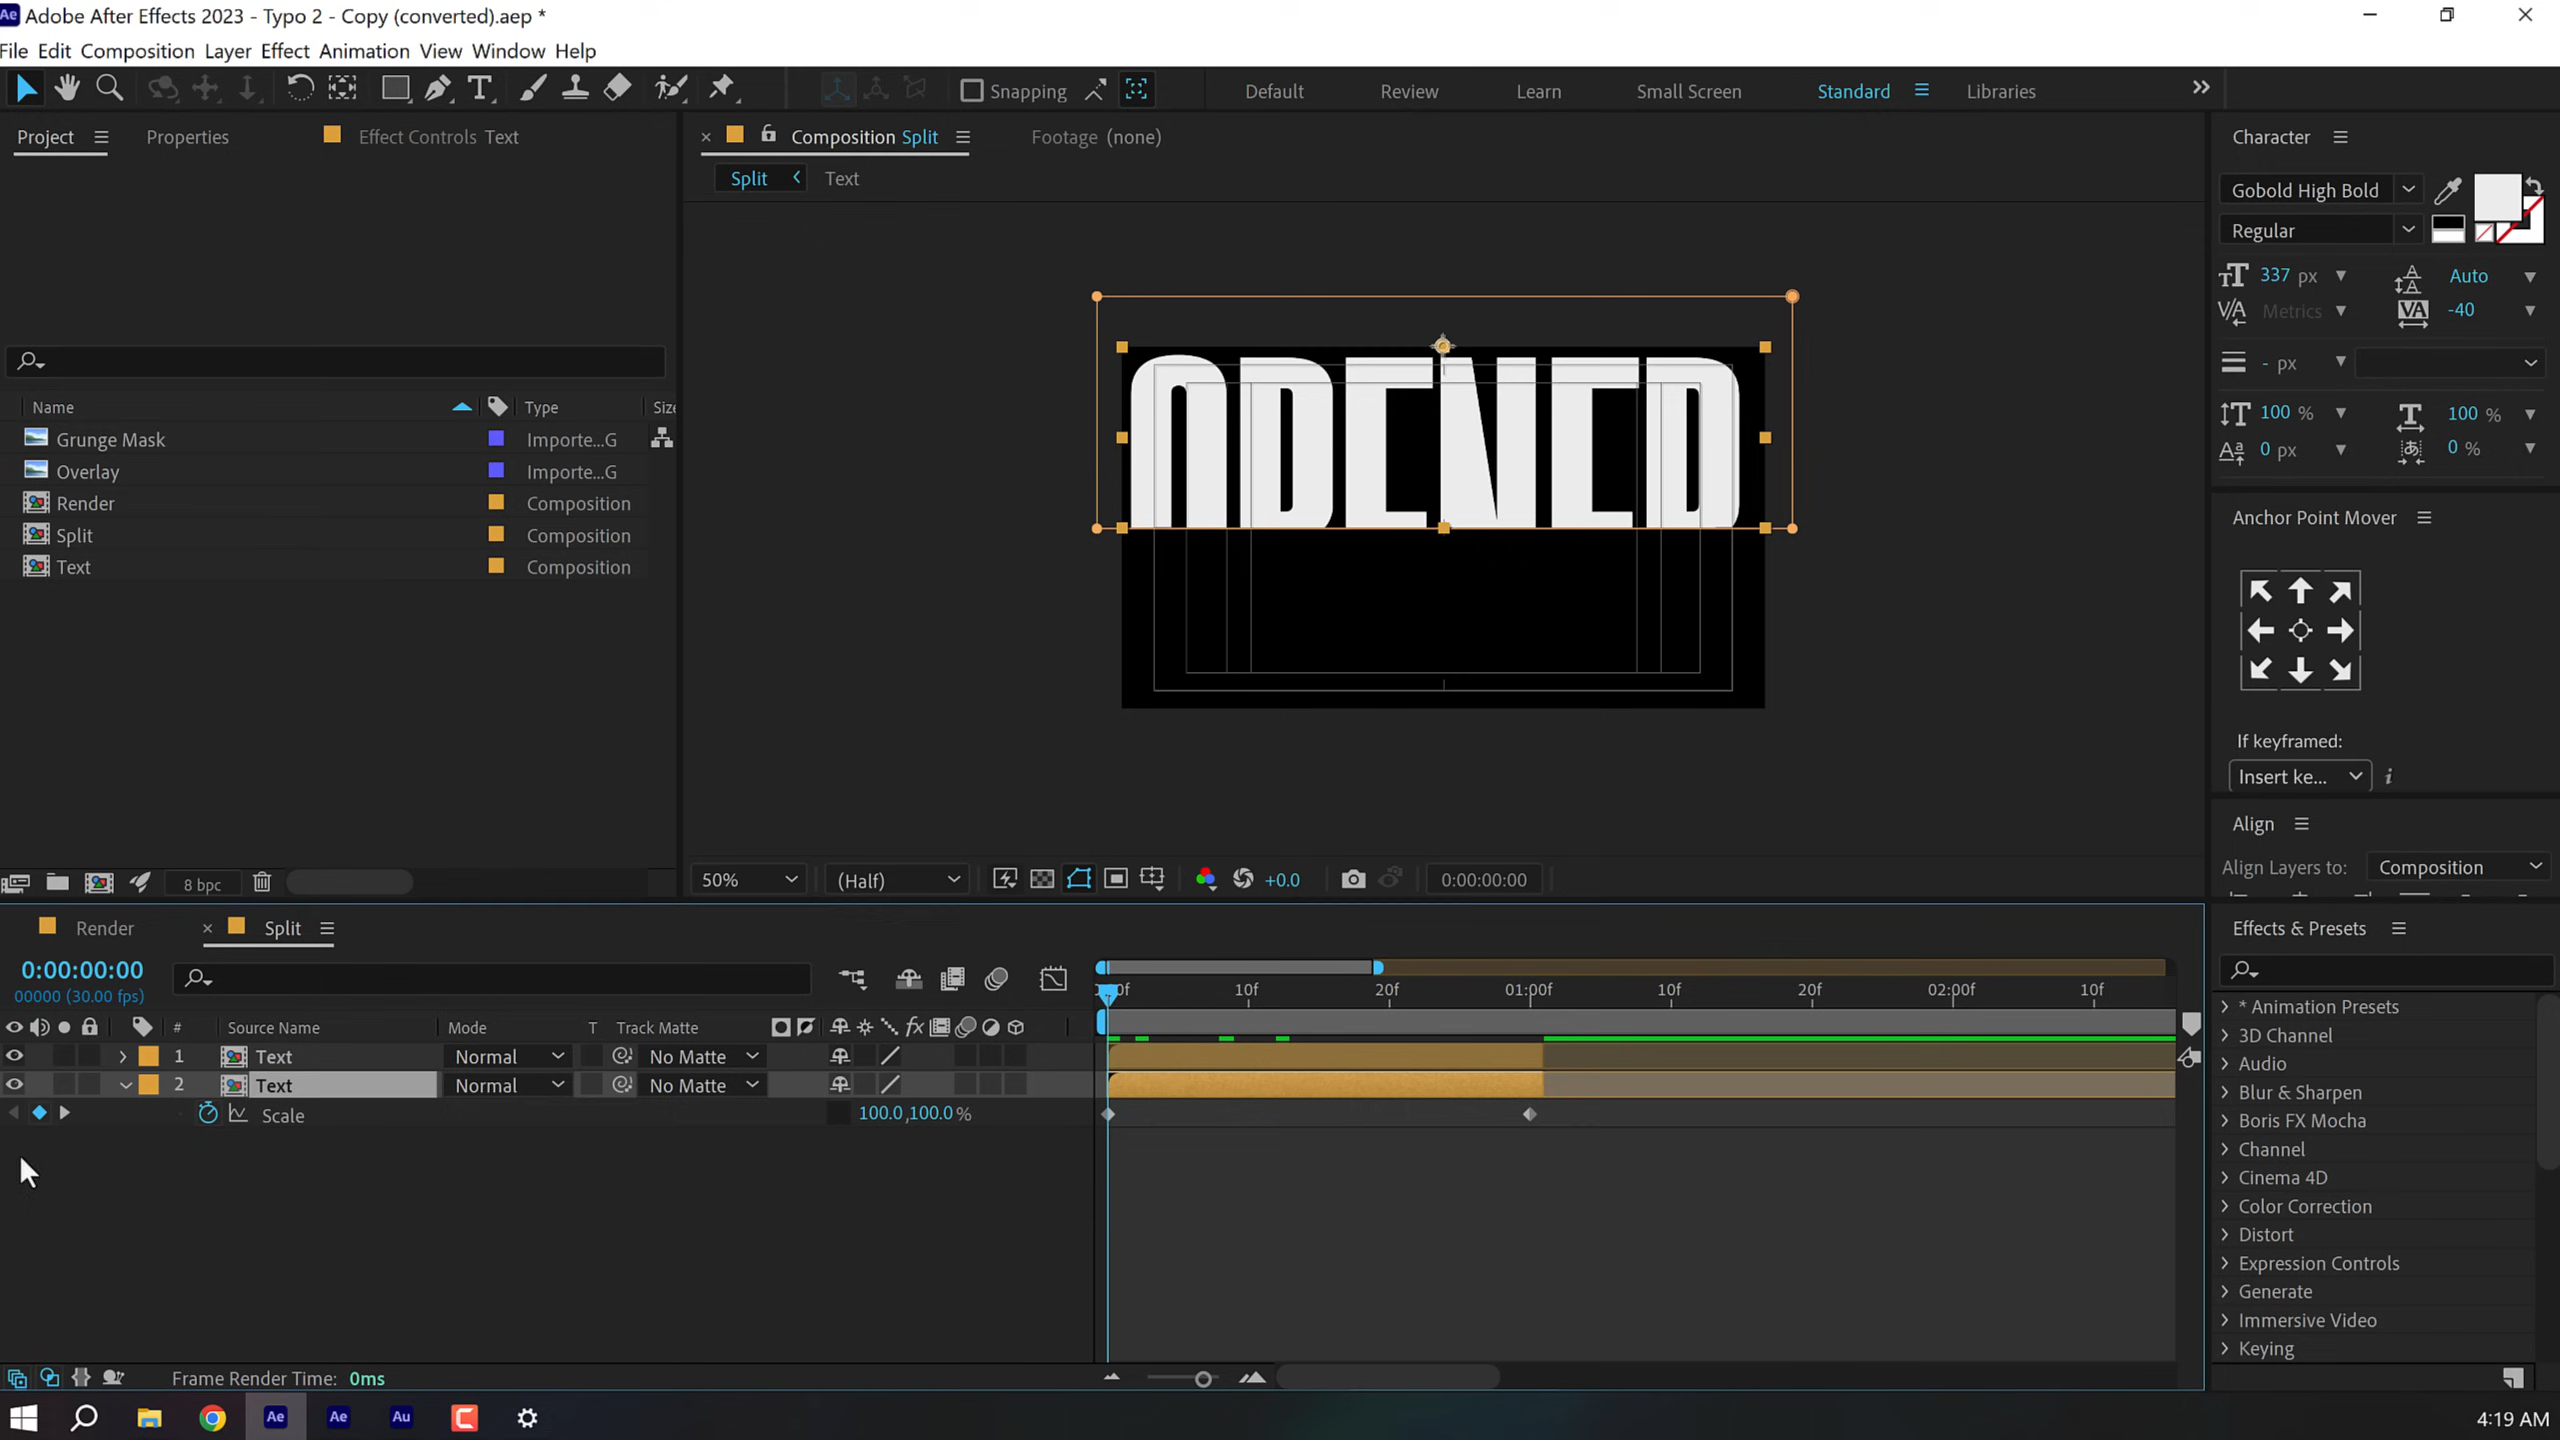 Adobe After Effects 2023 - Typo 2 - Copy (converted).aep *
File Edit Composition Layer Effect Animation View Window Help
Snapping
Default Review Learn Small Screen Standard Libraries
Project Properties Effect Controls Text
Composition Split Footage (none)
Split Text
Name Type Size
Grunge Mask Importe...G
Overlay Importe...G
Render Composition
Split Composition
Text Composition
8 bpc
50% (Half) +0.0 0:00:00:00
Character
Gobold High Bold
Regular
337 px Auto
Metrics -40
- px
100 % 100 %
0 px 0 %
Anchor Point Mover
If keyframed:
Insert ke...
Align
Align Layers to: Composition
Render Split
0:00:00:00
00000 (30.00 fps)
10f 20f 01:00f 10f 20f 02:00f 10f
# Source Name Mode T Track Matte
1 Text Normal No Matte
2 Text Normal No Matte
Scale 100.0,100.0 %
Frame Render Time: 0ms
Effects & Presets
* Animation Presets
3D Channel
Audio
Blur & Sharpen
Boris FX Mocha
Channel
Cinema 4D
Color Correction
Distort
Expression Controls
Generate
Immersive Video
Keying
4:19 AM